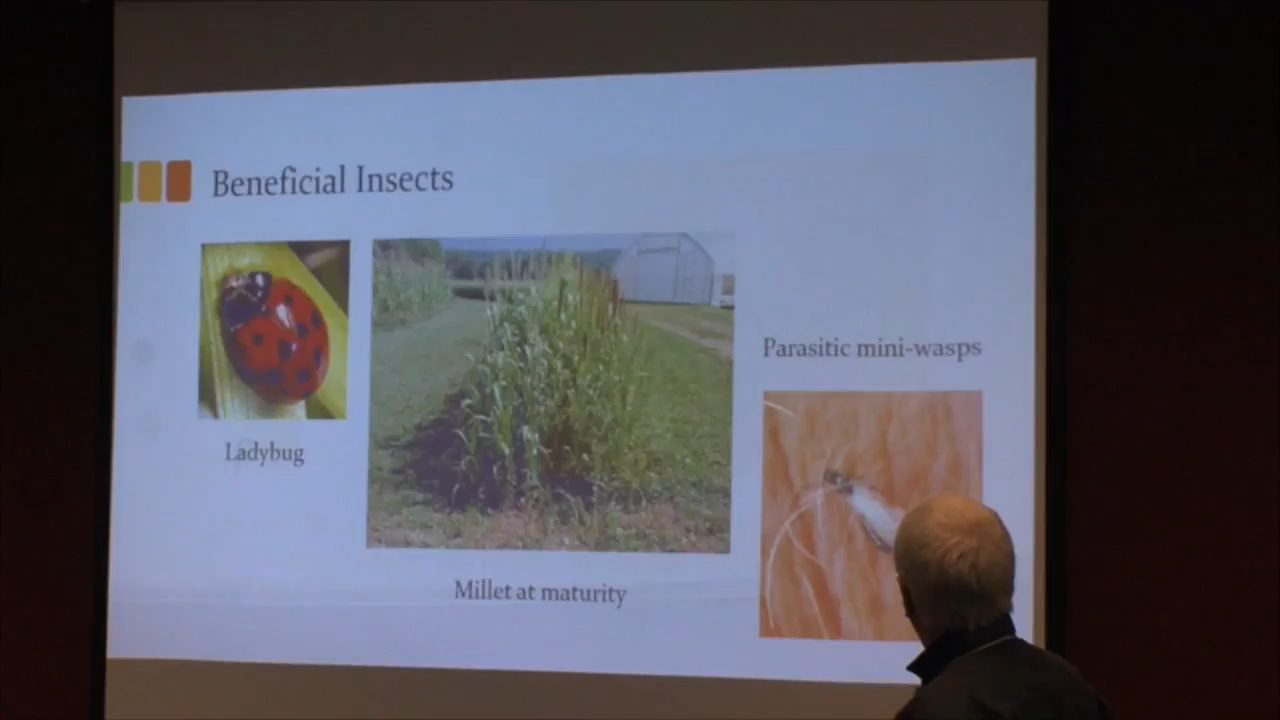 Beneficial Insects
Ladybug
Millet at maturity
Parasitic mini-wasps